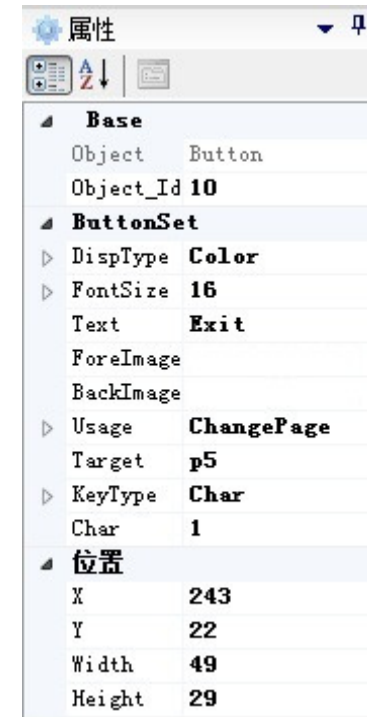 属性
Base
Object Button
Object_Id 10
ButtonSet
DispType Color
FontSize 16
Text Exit
ForeImage
BackImage
Usage ChangePage
Target p5
KeyType Char
Char 1
位置
X 243
Y 22
Width 49
Height 29